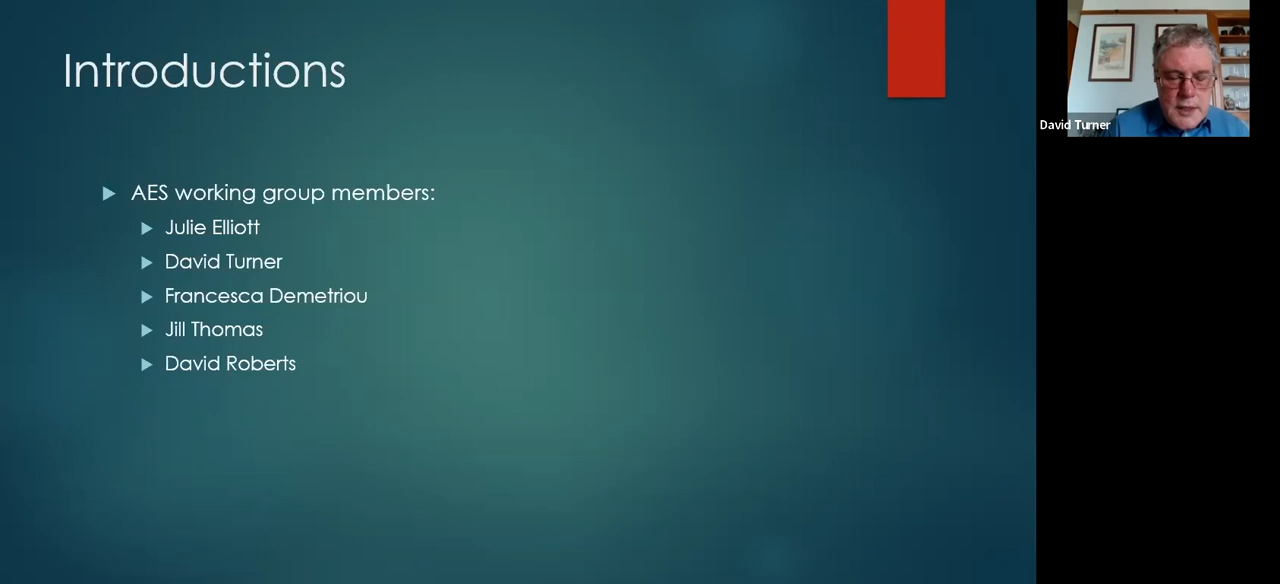 Introductions
AES working group members:
Julie Elliott
David Turner
Francesca Demetriou
Jill Thomas
David Roberts
David Turner